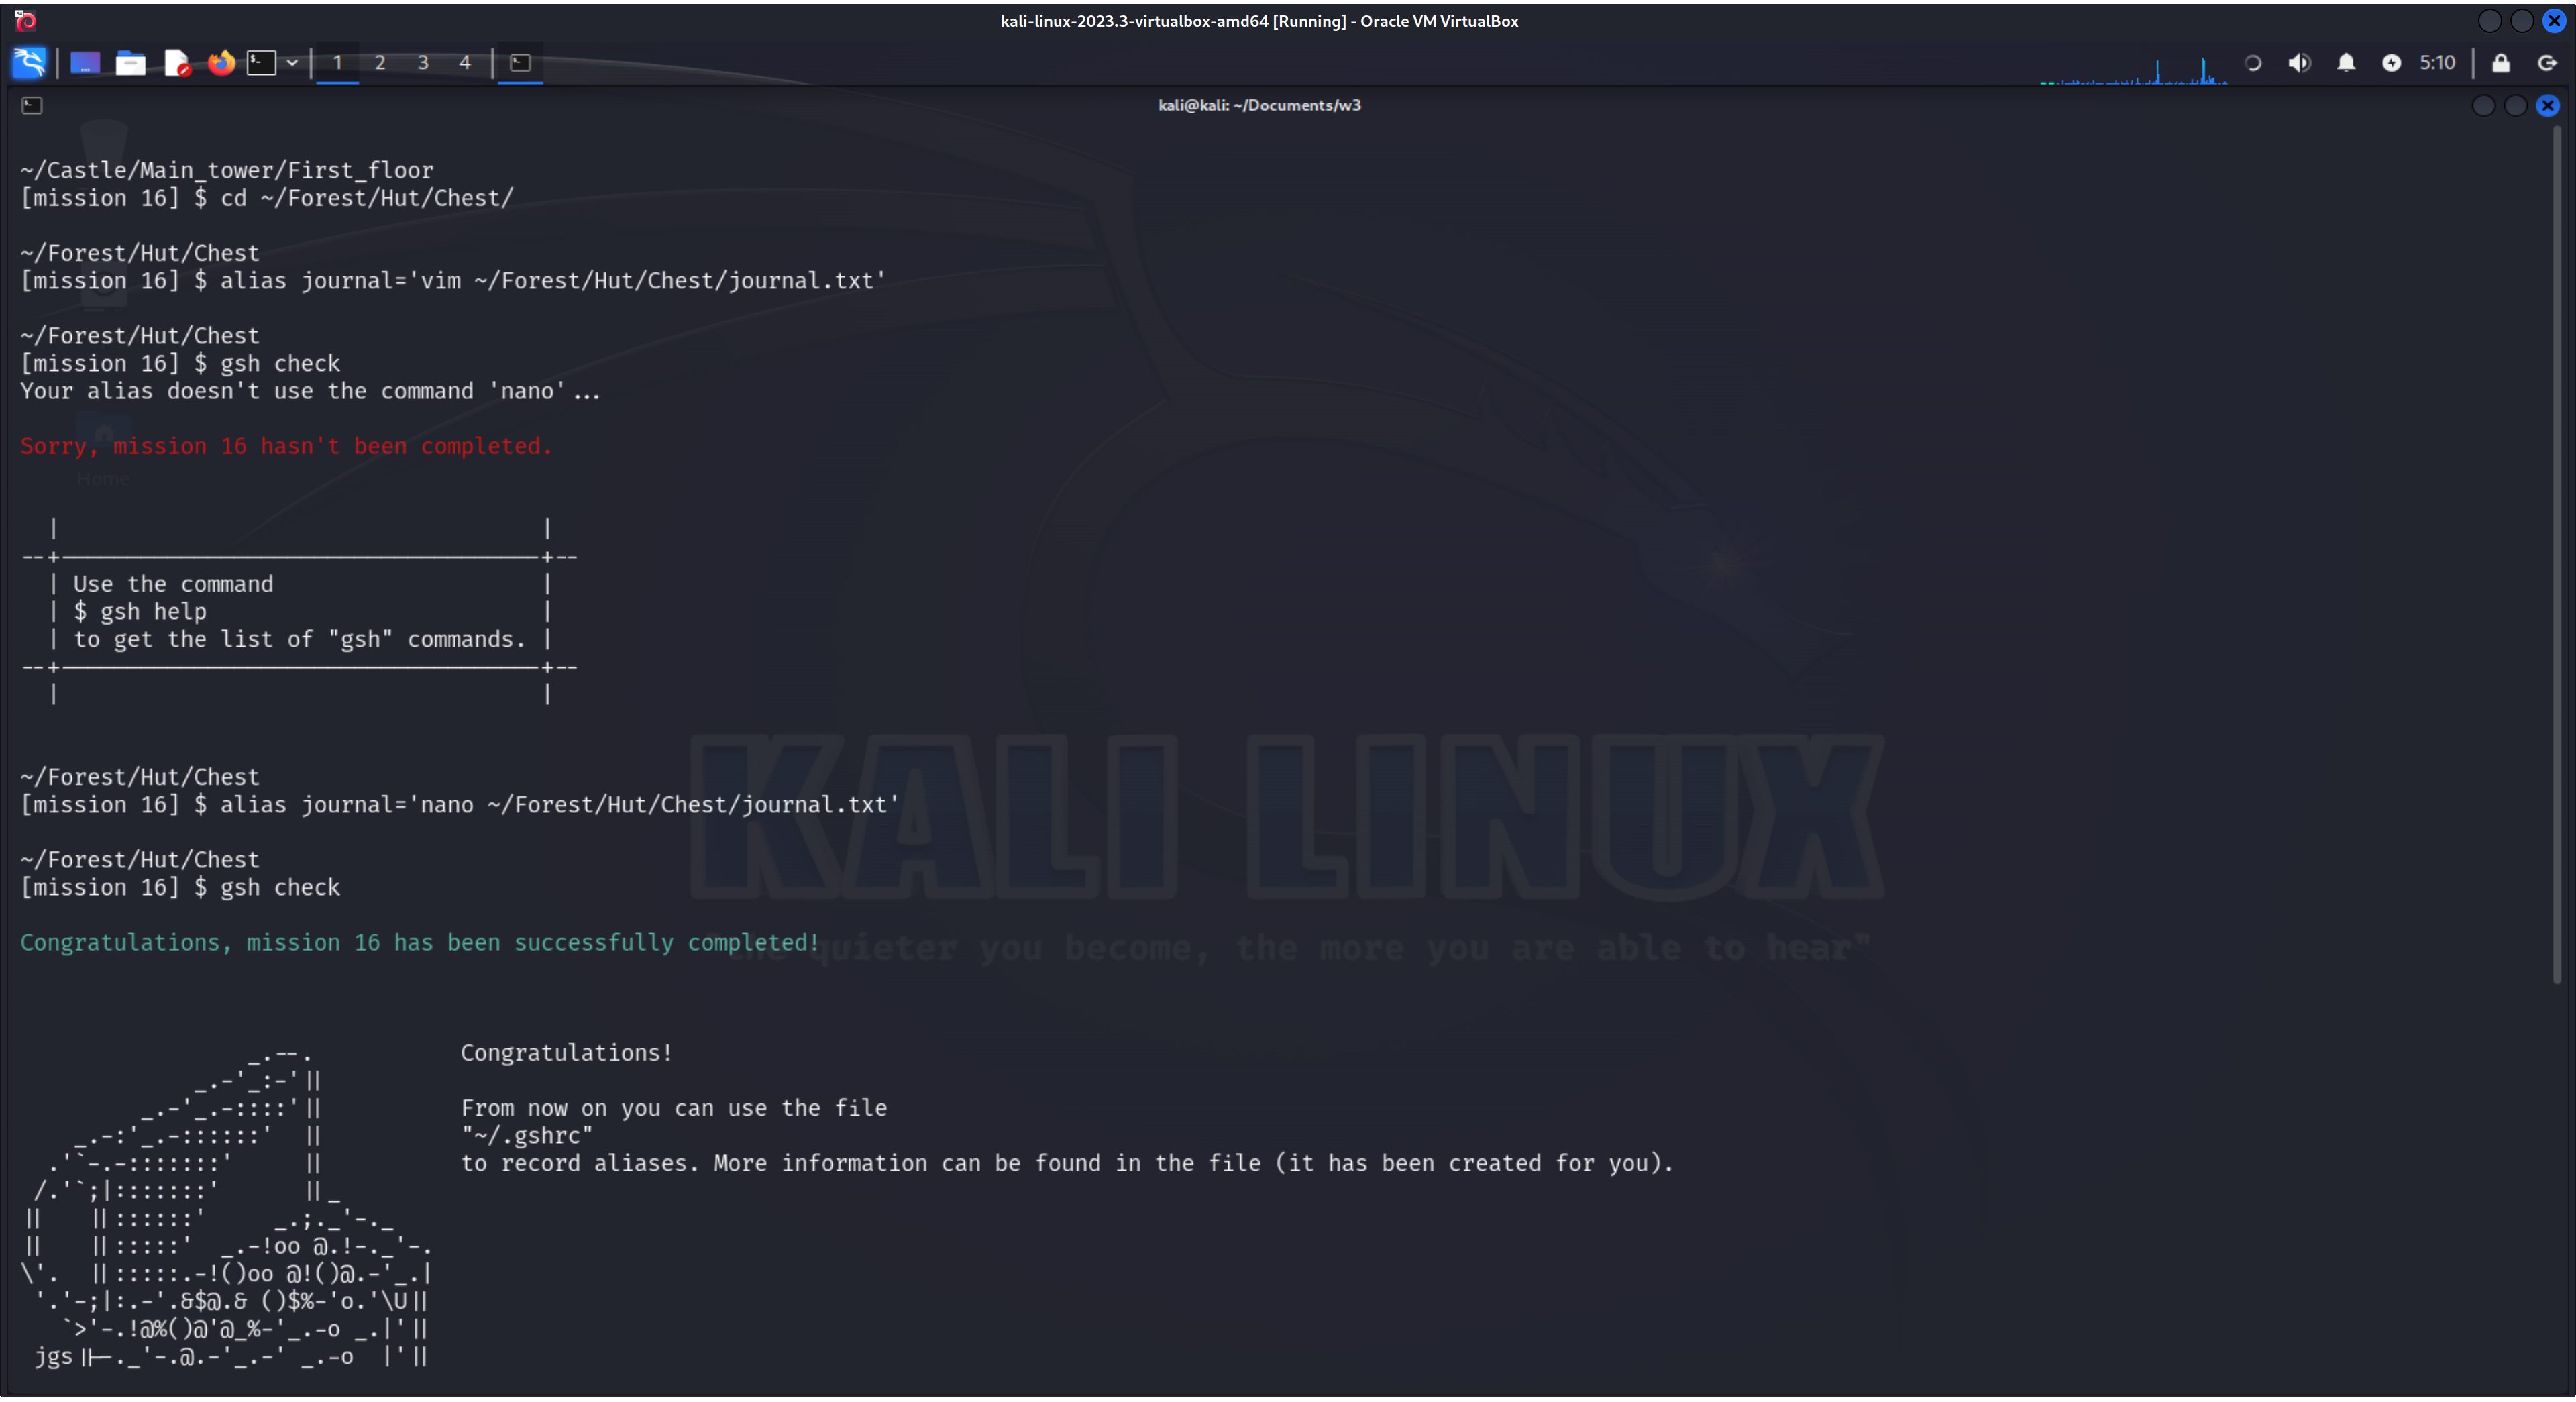 kali-linux-2023.3-virtualbox-amd64 [Running] - Oracle VM VirtualBox
1 2 3 4
5:10
kali@kali: ~/Documents/w3
~/Castle/Main_tower/First_floor
[mission 16] $ cd ~/Forest/Hut/Chest/
~/Forest/Hut/Chest
[mission 16] $ alias journal='vim ~/Forest/Hut/Chest/journal.txt'
~/Forest/Hut/Chest
[mission 16] $ gsh check
Your alias doesn't use the command 'nano'...
Sorry, mission 16 hasn't been completed.
Home
Use the command
$ gsh help
to get the list of "gsh" commands.
~/Forest/Hut/Chest
[mission 16] $ alias journal='nano ~/Forest/Hut/Chest/journal.txt'
KALI LINUX
~/Forest/Hut/Chest
[mission 16] $ gsh check
Congratulations, mission 16 has been successfully completed!
quieter you become, the more you are able to hear"
Congratulations!
From now on you can use the file
"~/.gshrc"
to record aliases. More information can be found in the file (it has been created for you).
jgs